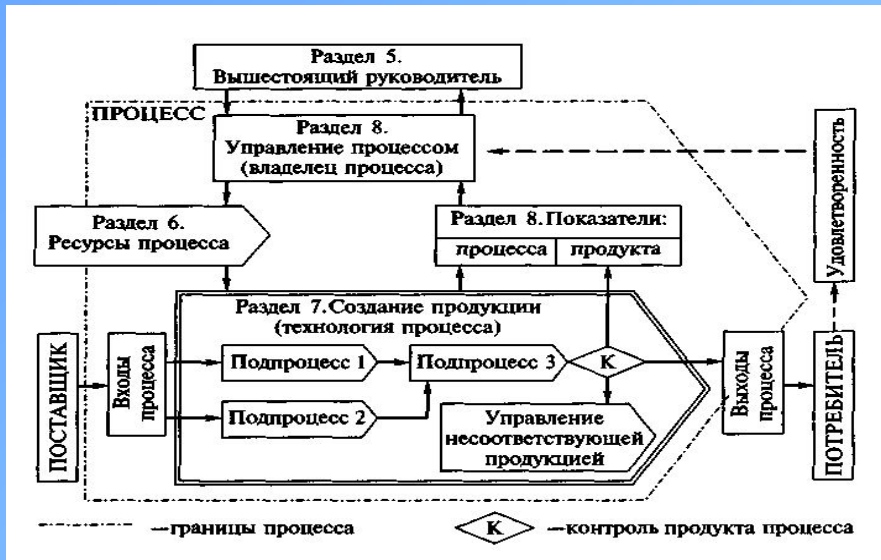 Раздел 5.
Вышестоящий руководитель
ПРОЦЕСС
Раздел 8.
Управление процессом
(владелец процесса)
Раздел 6.
Ресурсы процесса
Раздел 8. Показатели:
процесса
продукта
Удовлетворенность
Раздел 7. Создание продукции
(технология процесса)
ПОСТАВЩИК
Входы
процесса
Подпроцесс 1
Подпроцесс 3
К
Подпроцесс 2
Управление
несоответствующей
продукцией
Выходы
процесса
ПОТРЕБИТЕЛЬ
—границы процесса
К
—контроль продукта процесса